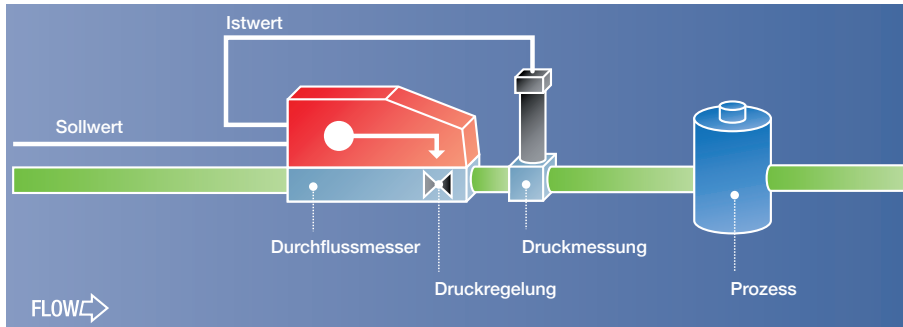 Istwert
Sollwert
Durchflussmesser
Druckmessung
Druckregelung
Prozess
FLOW